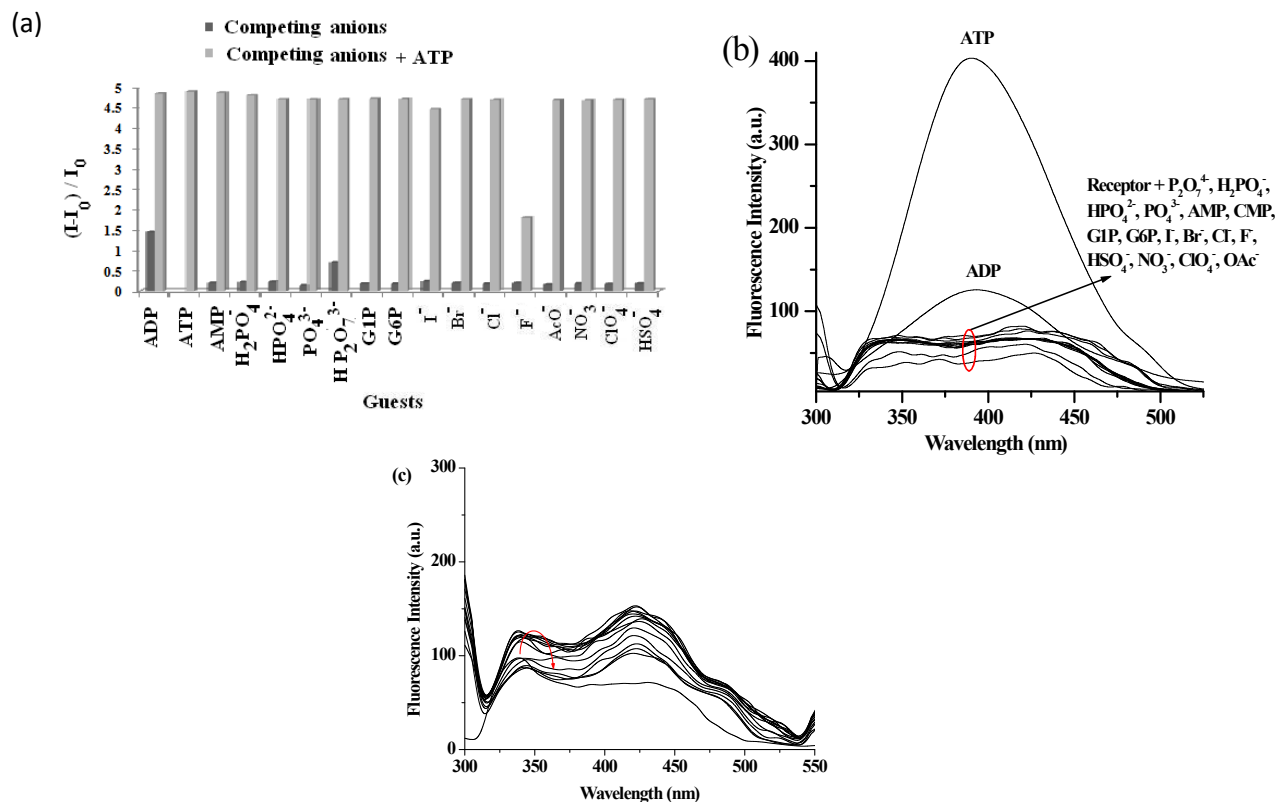 (a)
Competing anions
Competing anions + ATP
(I-I₀) / I₀
5
4.5
4
3.5
3
2.5
2
1.5
1
0.5
0
ADP
ATP
AMP
H₂PO₄⁻
HPO₄²⁻
PO₄³⁻
HP₂O₇³⁻
G1P
G6P
I⁻
Br⁻
Cl⁻
F⁻
AcO⁻
NO₃⁻
ClO₄⁻
HSO₄⁻
Guests
(b)
ATP
ADP
Receptor + P₂O₇⁴⁻, H₂PO₄⁻,
HPO₄²⁻, PO₄³⁻, AMP, CMP,
G1P, G6P, I⁻, Br⁻, Cl⁻, F⁻,
HSO₄⁻, NO₃⁻, ClO₄⁻, OAc⁻
Fluorescence Intensity (a.u.)
400
300
200
100
300 350 400 450 500
Wavelength (nm)
(c)
Fluorescence Intensity (a.u.)
300
200
100
0
300 350 400 450 500 550
Wavelength (nm)